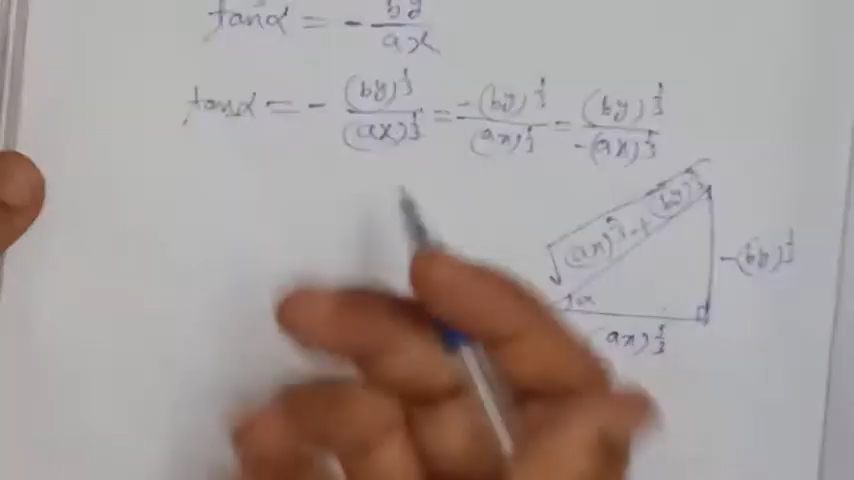 tan³α = - by/ax
tanα = - (by)^1/3/(ax)^1/3 = -(by)^1/3/(ax)^1/3 = (by)^1/3/-(ax)^1/3
√(ax)^2/3 + (by)^2/3
-(by)^1/3
α
(ax)^1/3